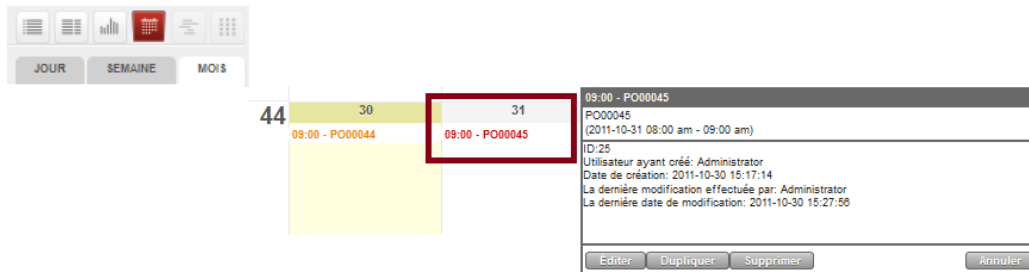 JOUR SEMAINE MOIS
44 30 31
09:00 - PO00044 09:00 - PO00045
09:00 - PO00045
PO00045
(2011-10-31 08:00 am - 09:00 am)
ID:25
Utilisateur ayant créé: Administrator
Date de création: 2011-10-30 15:17:14
La dernière modification effectuée par: Administrator
La dernière date de modification: 2011-10-30 15:27:56
Éditer Dupliquer Supprimer Annuler